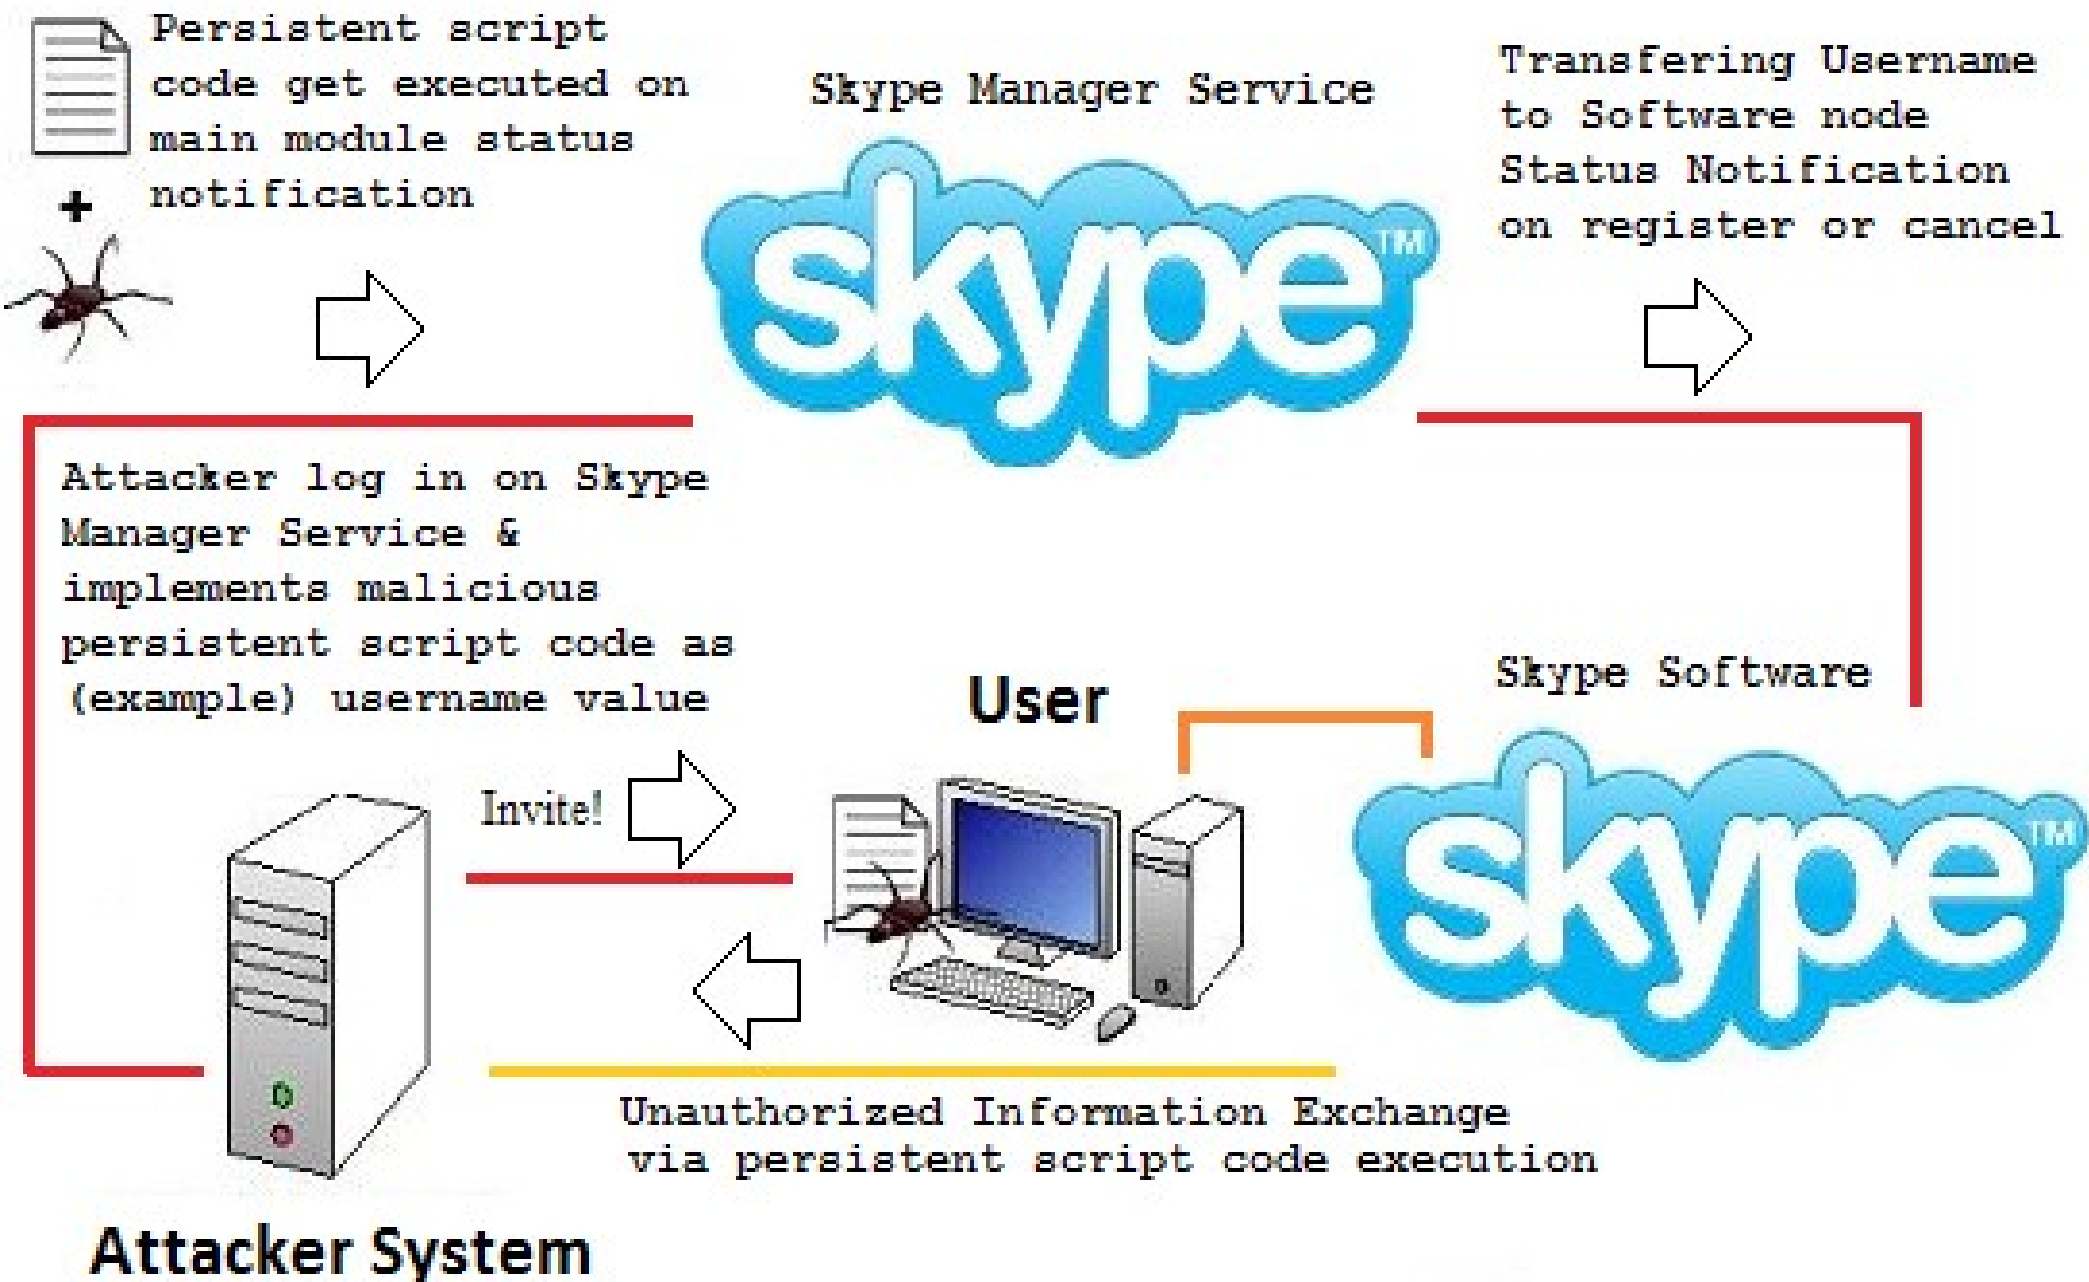 Persistent script
code get executed on
main module status
notification
+
Skype Manager Service
skype™
Transfering Username
to Software node
Status Notification
on register or cancel
Attacker log in on Skype
Manager Service &
implements malicious
persistent script code as
(example) username value
User
Skype Software
Invite!
skype™
Unauthorized Information Exchange
via persistent script code execution
Attacker System